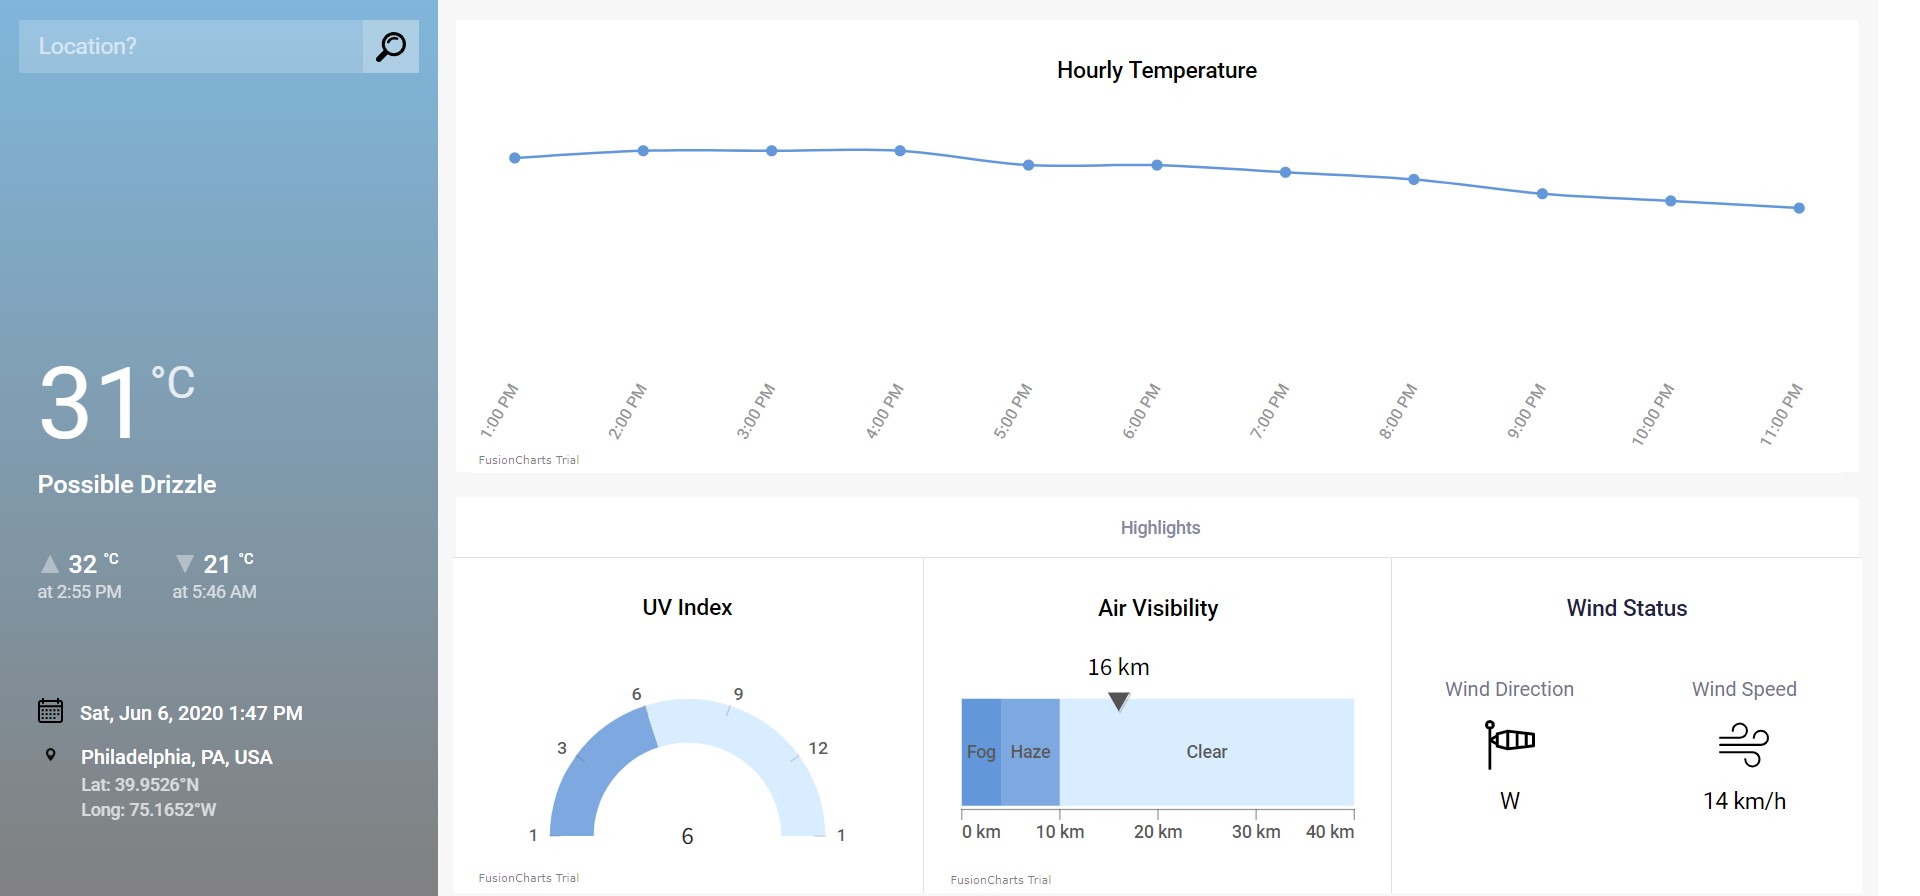 Location?
31 °C
Possible Drizzle
32 °C
at 2:55 PM
21 °C
at 5:46 AM
Sat, Jun 6, 2020 1:47 PM
Philadelphia, PA, USA
Lat: 39.9526°N
Long: 75.1652°W
Hourly Temperature
1:00 PM
2:00 PM
3:00 PM
4:00 PM
5:00 PM
6:00 PM
7:00 PM
8:00 PM
9:00 PM
10:00 PM
11:00 PM
FusionCharts Trial
Highlights
UV Index
1
3
6
9
12
1
6
FusionCharts Trial
Air Visibility
16 km
Fog
Haze
Clear
0 km
10 km
20 km
30 km
40 km
FusionCharts Trial
Wind Status
Wind Direction
W
Wind Speed
14 km/h